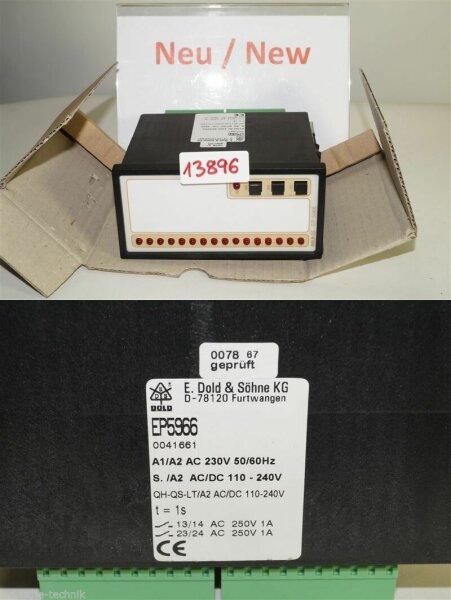 Neu / New
13896
0078 67
geprüft
E. Dold & Söhne KG
D-78120 Furtwangen
DOLD
EP5966
0041661
A1/A2 AC 230V 50/60Hz
S. /A2 AC/DC 110 - 240V
QH-QS-LT/A2 AC/DC 110-240V
t = 1s
13/14 AC 250V 1A
23/24 AC 250V 1A
CE